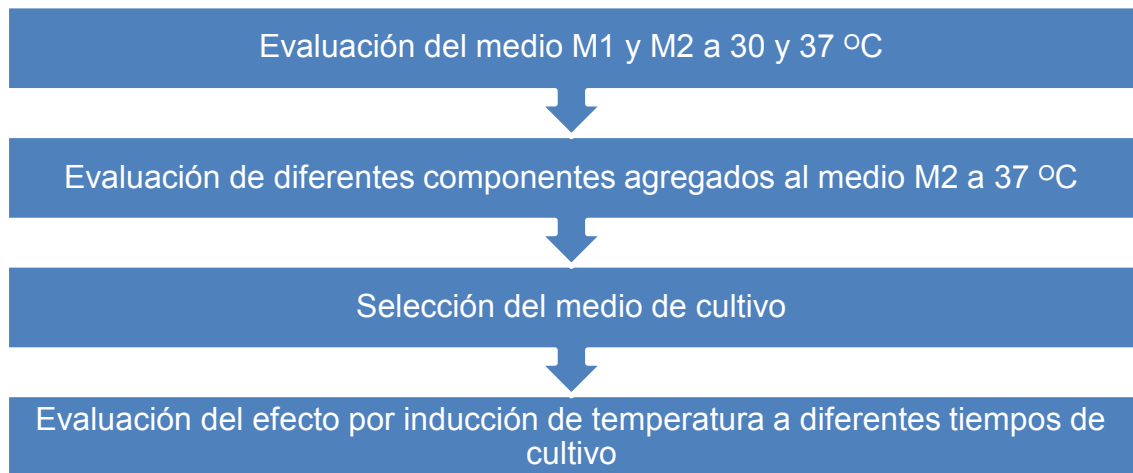 Evaluación del medio M1 y M2 a 30 y 37 ºC
Evaluación de diferentes componentes agregados al medio M2 a 37 ºC
Selección del medio de cultivo
Evaluación del efecto por inducción de temperatura a diferentes tiempos de
cultivo